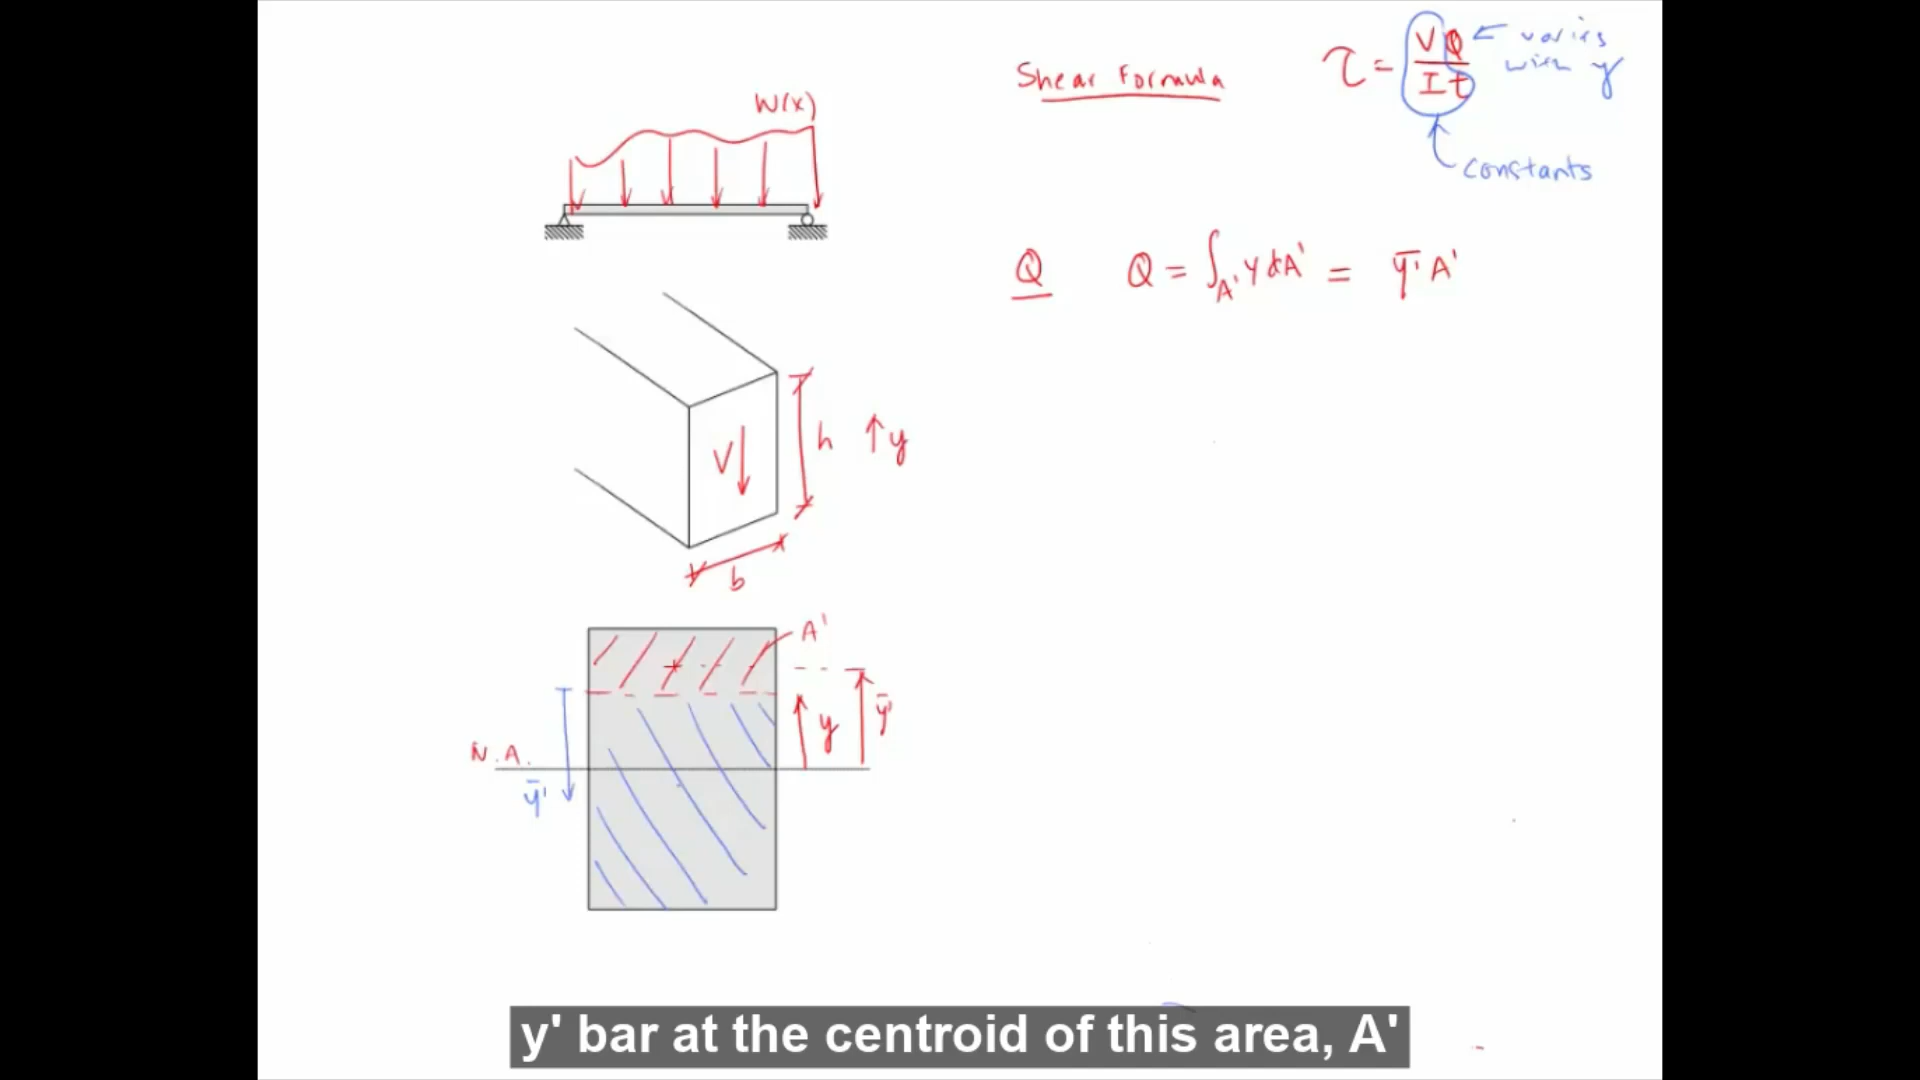 Shear Formula
τ = VQ / It
varies
with y
constants
W(x)
Q
Q = ∫A' y dA' = ȳ' A'
V
h
y
b
A'
y
ȳ'
N.A.
ȳ'
y' bar at the centroid of this area, A'